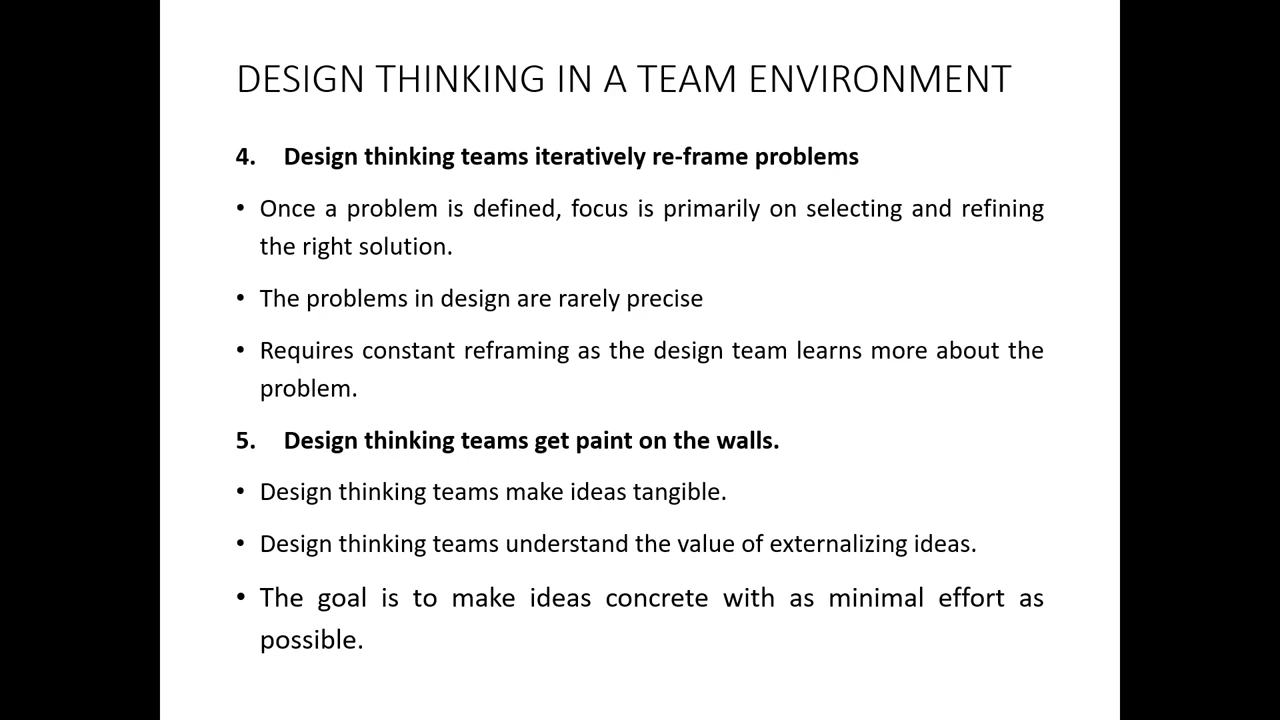 DESIGN THINKING IN A TEAM ENVIRONMENT
4. Design thinking teams iteratively re-frame problems
• Once a problem is defined, focus is primarily on selecting and refining
the right solution.
• The problems in design are rarely precise
• Requires constant reframing as the design team learns more about the
problem.
5. Design thinking teams get paint on the walls.
• Design thinking teams make ideas tangible.
• Design thinking teams understand the value of externalizing ideas.
• The goal is to make ideas concrete with as minimal effort as
possible.